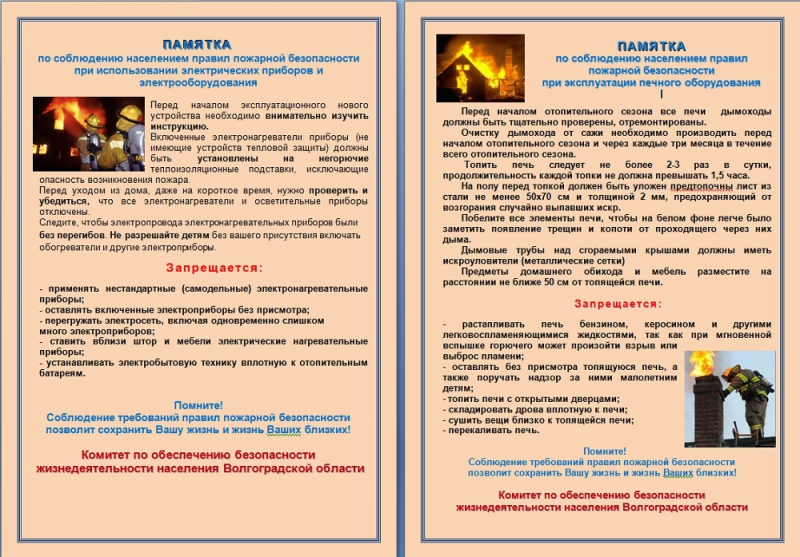 ПАМЯТКА
по соблюдению населением правил пожарной безопасности
при использовании электрических приборов и
электрооборудования
Перед началом эксплуатационного нового
устройства необходимо внимательно изучить
инструкцию.
Включенные электронагреватели приборы (не
имеющие устройств тепловой защиты) должны
быть установлены на негорючие
теплоизоляционные подставки, исключающие
опасность возникновения пожара.
Перед уходом из дома, даже на короткое время, нужно проверить и
убедиться, что все электронагреватели и осветительные приборы
отключены.
Следите, чтобы электропровода электронагревательных приборов были
без перегибов. Не разрешайте детям без вашего присутствия включать
обогреватели и другие электроприборы.
Запрещается:
- применять нестандартные (самодельные) электронагревательные
приборы;
- оставлять включенные электроприборы без присмотра;
- перегружать электросеть, включая одновременно слишком
много электроприборов;
- ставить вблизи штор и мебели электрические нагревательные
приборы;
- устанавливать электробытовую технику вплотную к отопительным
батареям.
Помните!
Соблюдение требований правил пожарной безопасности
позволит сохранить Вашу жизнь и жизнь Ваших близких!
Комитет по обеспечению безопасности
жизнедеятельности населения Волгоградской области
ПАМЯТКА
по соблюдению населением правил
пожарной безопасности
при эксплуатации печного оборудования
Перед началом отопительного сезона все печи дымоходы
должны быть тщательно проверены, отремонтированы.
Очистку дымохода от сажи необходимо производить перед
началом отопительного сезона и через каждые три месяца в течение
всего отопительного сезона.
Топить печь следует не более 2-3 раз в сутки,
продолжительность каждой топки не должна превышать 1,5 часа.
На полу перед топкой должен быть уложен предтопочны лист из
стали не менее 50х70 см и толщиной 2 мм, предохраняющий от
возгорания случайно выпавших искр.
Побелите все элементы печи, чтобы на белом фоне легче было
заметить появление трещин и копоти от проходящего через них
дыма.
Дымовые трубы над сгораемыми крышами должны иметь
искроуловители (металлические сетки)
Предметы домашнего обихода и мебель разместите на
расстоянии не ближе 50 см от топящейся печи.
Запрещается:
- растапливать печь бензином, керосином и другими
легковоспламеняющимися жидкостями, так как при мгновенной
вспышке горючего может произойти взрыв или
выброс пламени;
- оставлять без присмотра топящуюся печь, а
также поручать надзор за ними малолетним
детям;
- топить печи с открытыми дверцами;
- складировать дрова вплотную к печи;
- сушить вещи близко к топящейся печи;
- перекаливать печь.
Помните!
Соблюдение требований правил пожарной безопасности
позволит сохранить Вашу жизнь и жизнь Ваших близких!
Комитет по обеспечению безопасности
жизнедеятельности населения Волгоградской области